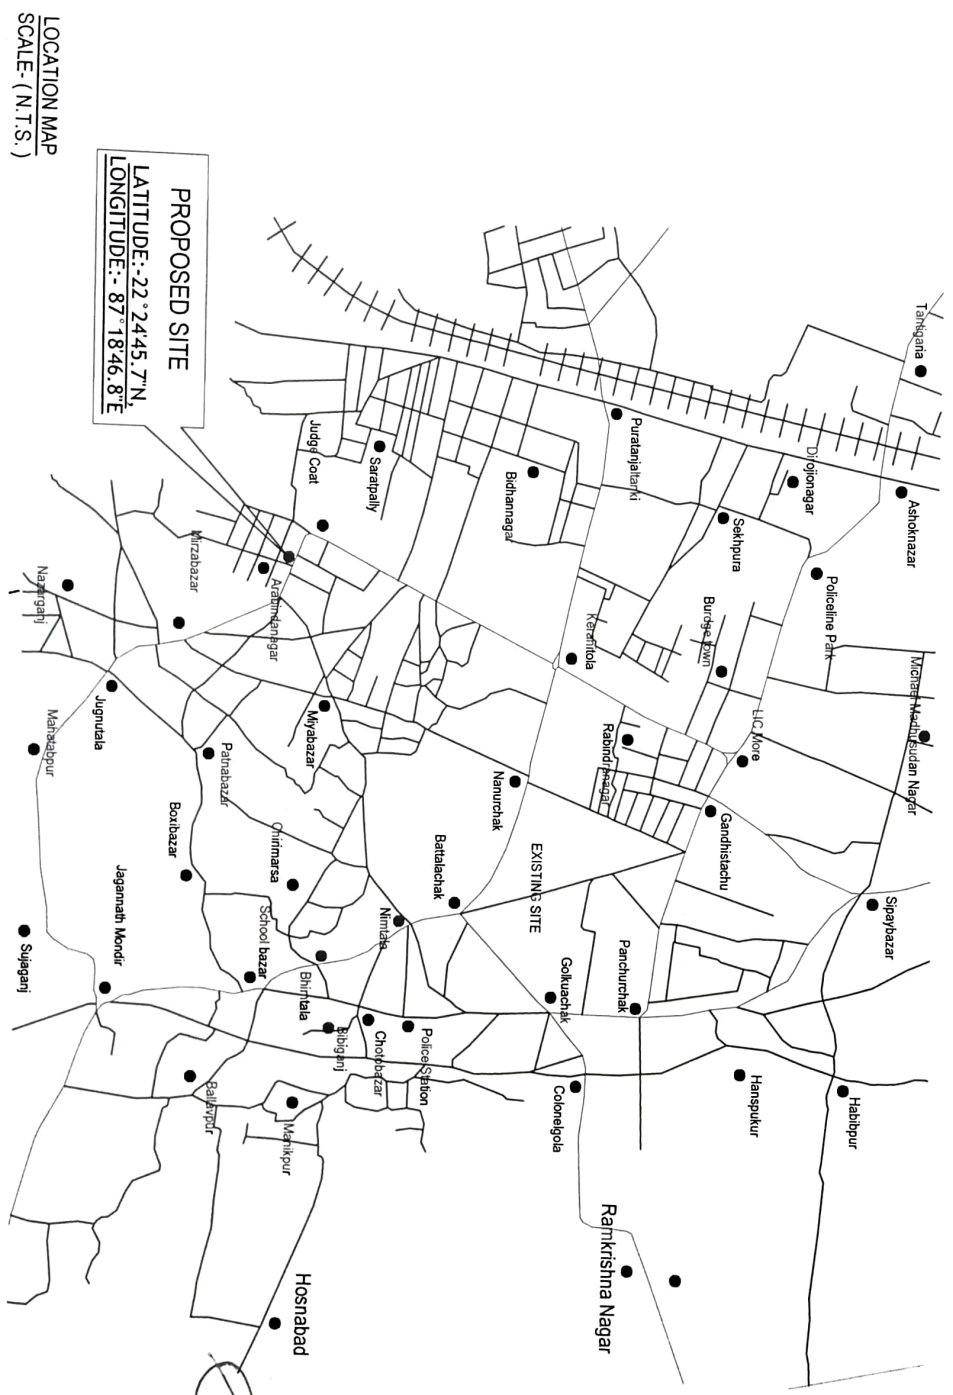 LOCATION MAP
SCALE- ( N.T.S. )
PROPOSED SITE
LATITUDE:-22°24'45.7"N,
LONGITUDE:- 87°18'46.8"E
Tantigaria
Ashoknazar
Dirojionagar
Puratanjaltanki
Sekhpura
Policeline Park
Bidhannagar
Saratpally
Judge Coat
Michael Madhusudan Nagar
Burdge town
Keranitola
LIC More
Rabindranagar
Mirzabazar
Arabindanagar
Nazarganj
Miyabazar
Jugnutala
Mahatabpur
Patnabazar
Nanurchak
Gandhistachu
EXISTING SITE
Battalachak
Boxibazar
Chirimarsa
Jagannath Mondir
School bazar
Nimtala
Sipaybazar
Panchurchak
Golkuachak
Sujaganj
Bhimtala
Bibiganj
Chotobazar
Police Station
Colonelgola
Hanspukur
Habibpur
Ballavpur
Manikpur
Ramkrishna Nagar
Hosnabad